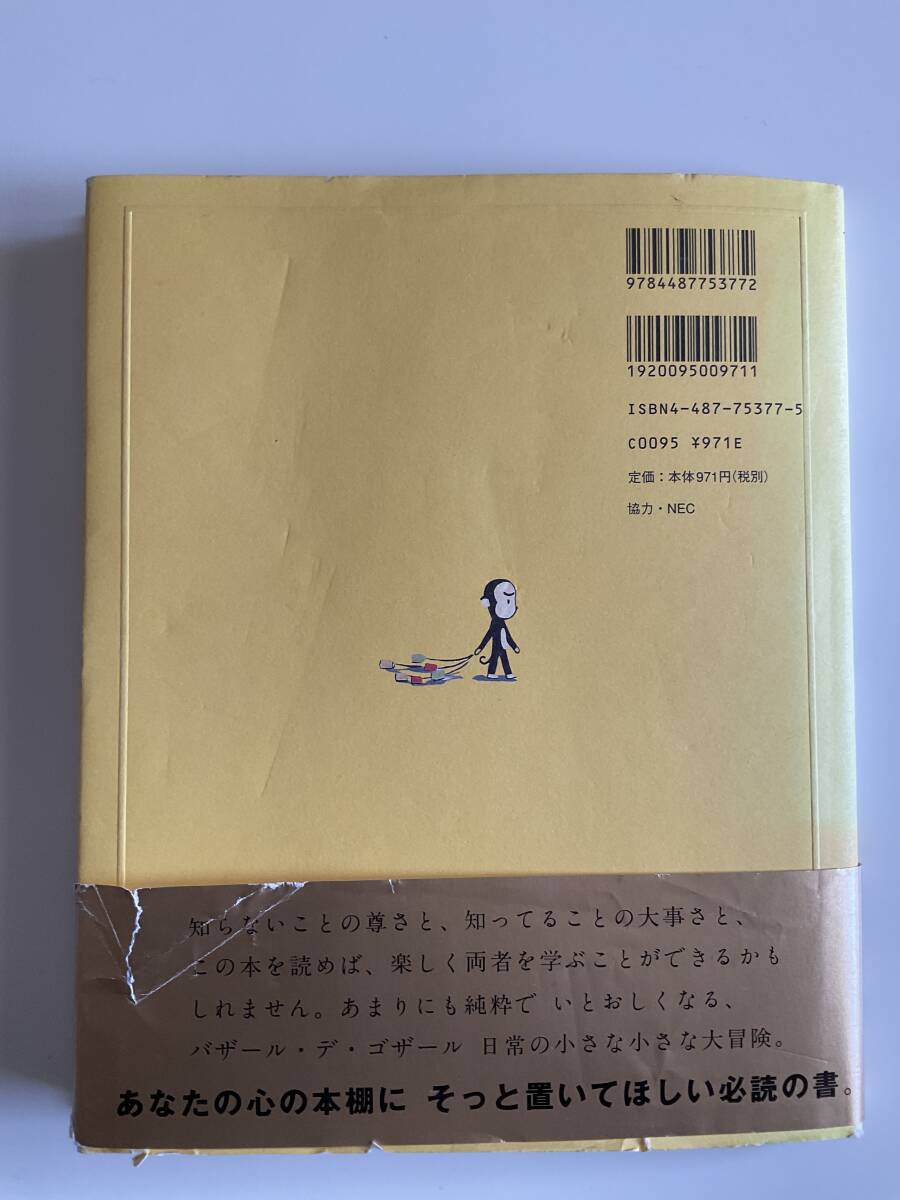 9784487753772
1920095009711
ISBN4-487-75377-5
C0095 ¥971E
定価：本体971円(税別)
協力・NEC
知らないことの尊さと、知ってることの大事さと、
この本を読めば、楽しく両者を学ぶことができるかも
しれません。あまりにも純粋で いとおしくなる、
バザール・デ・ゴザール 日常の小さな小さな大冒険。
あなたの心の本棚に そっと置いてほしい必読の書。